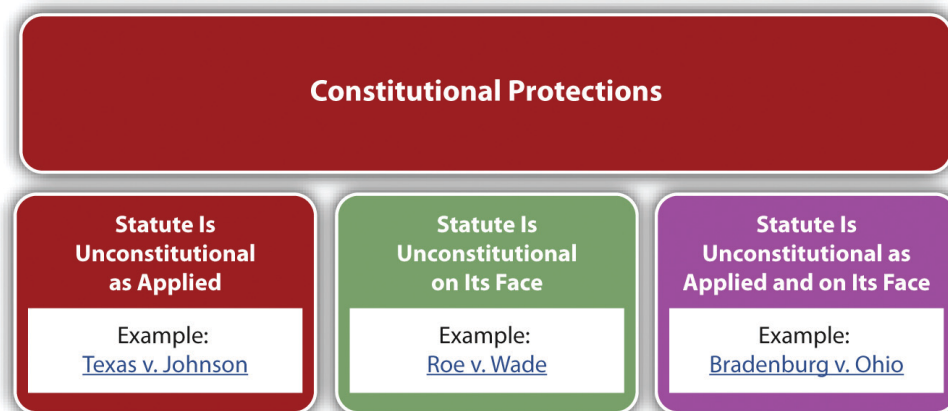 Constitutional Protections
Statute Is
Unconstitutional
as Applied
Example:
Texas v. Johnson
Statute Is
Unconstitutional
on Its Face
Example:
Roe v. Wade
Statute Is
Unconstitutional as
Applied and on Its Face
Example:
Bradenburg v. Ohio